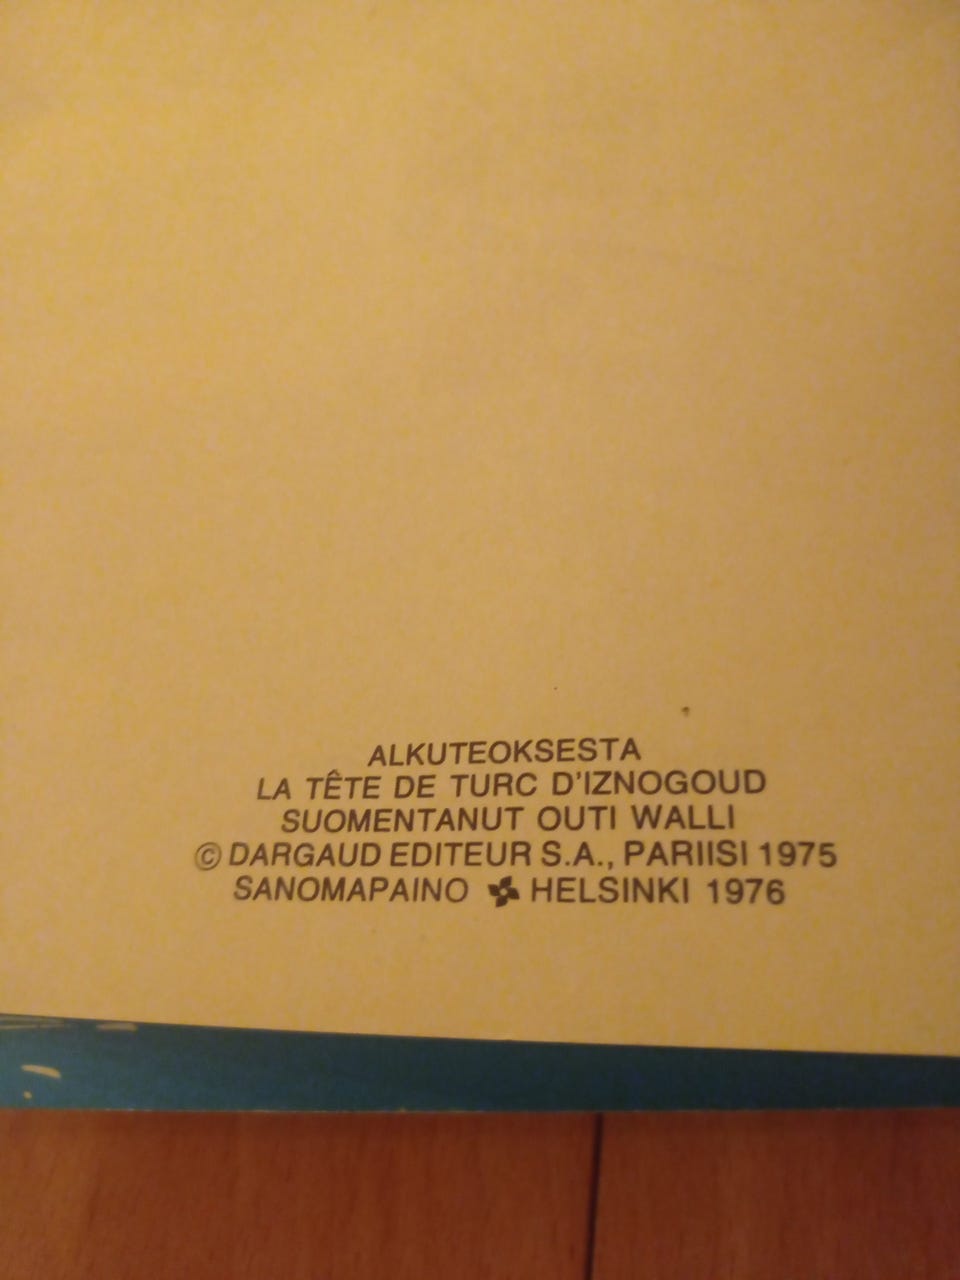 ALKUTEOKSESTA
LA TÊTE DE TURC D'IZNOGOUD
SUOMENTANUT OUTI WALLI
© DARGAUD EDITEUR S.A., PARIISI 1975
SANOMAPAINO HELSINKI 1976